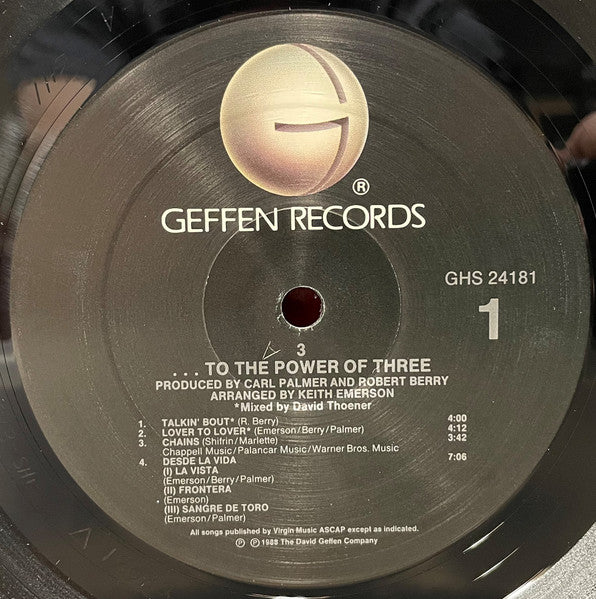 ®
GEFFEN RECORDS
GHS 24181
1
3
. . . TO THE POWER OF THREE
PRODUCED BY CARL PALMER AND ROBERT BERRY
ARRANGED BY KEITH EMERSON
*Mixed by David Thoener
1. TALKIN' BOUT* (R. Berry) 4:00
2. LOVER TO LOVER* (Emerson/Berry/Palmer) 4:12
3. CHAINS (Shifrin/Marlette) 3:42
Chappell Music/Palancar Music/Warner Bros. Music
4. DESDE LA VIDA 7:06
(I) LA VISTA
(Emerson/Berry/Palmer)
(II) FRONTERA
(Emerson)
(III) SANGRE DE TORO
(Emerson/Palmer)
All songs published by Virgin Music ASCAP except as indicated.
℗ ℗ 1988 The David Geffen Company